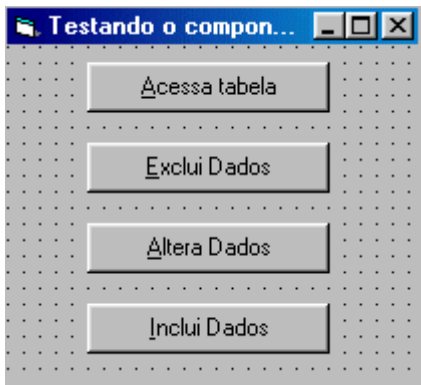 Testando o compon...
Acessa tabela
Exclui Dados
Altera Dados
Inclui Dados